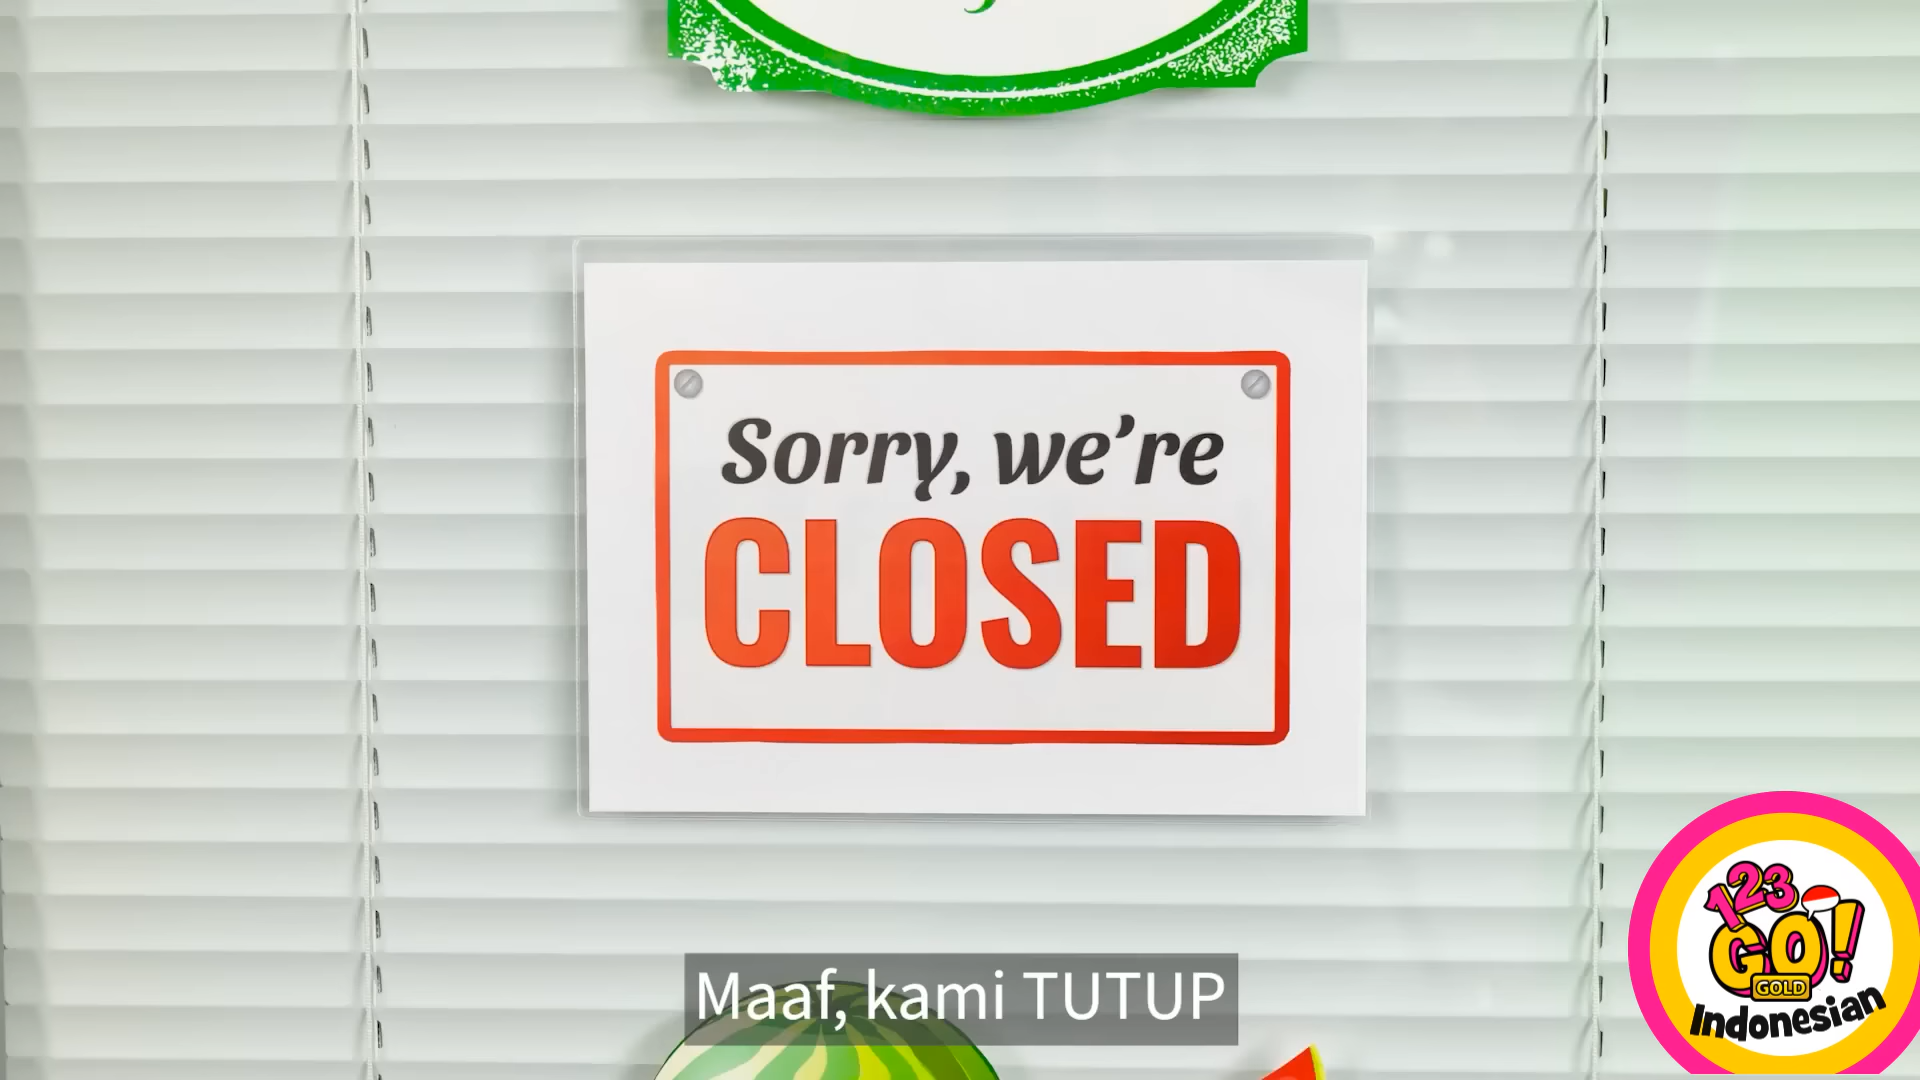 Sorry, we're
CLOSED
Maaf, kami TUTUP
123
GO!
GOLD
Indonesian